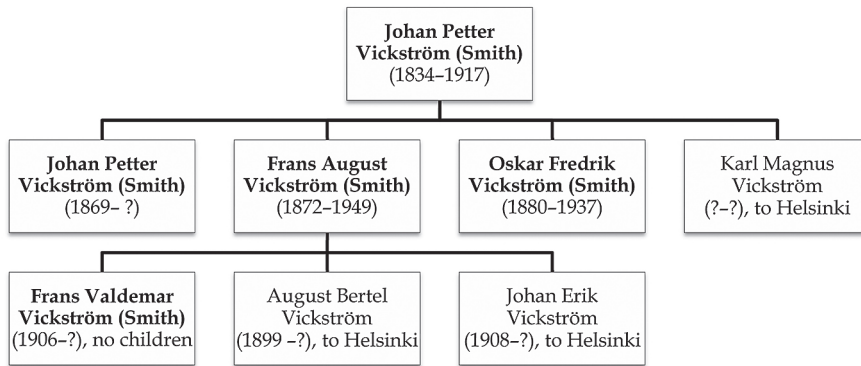 Johan Petter
Vickström (Smith)
(1834–1917)
Johan Petter
Vickström (Smith)
(1869– ?)
Frans August
Vickström (Smith)
(1872–1949)
Oskar Fredrik
Vickström (Smith)
(1880–1937)
Karl Magnus
Vickström
(?–?), to Helsinki
Frans Valdemar
Vickström (Smith)
(1906–?), no children
August Bertel
Vickström
(1899 –?), to Helsinki
Johan Erik
Vickström
(1908–?), to Helsinki